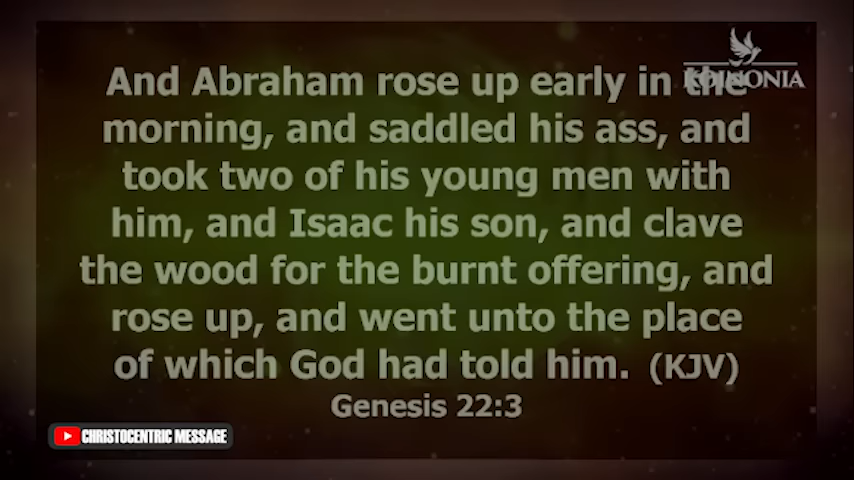 And Abraham rose up early in the
KOINONIA
morning, and saddled his ass, and
took two of his young men with
him, and Isaac his son, and clave
the wood for the burnt offering, and
rose up, and went unto the place
of which God had told him. (KJV)
Genesis 22:3
CHRISTOCENTRIC MESSAGE